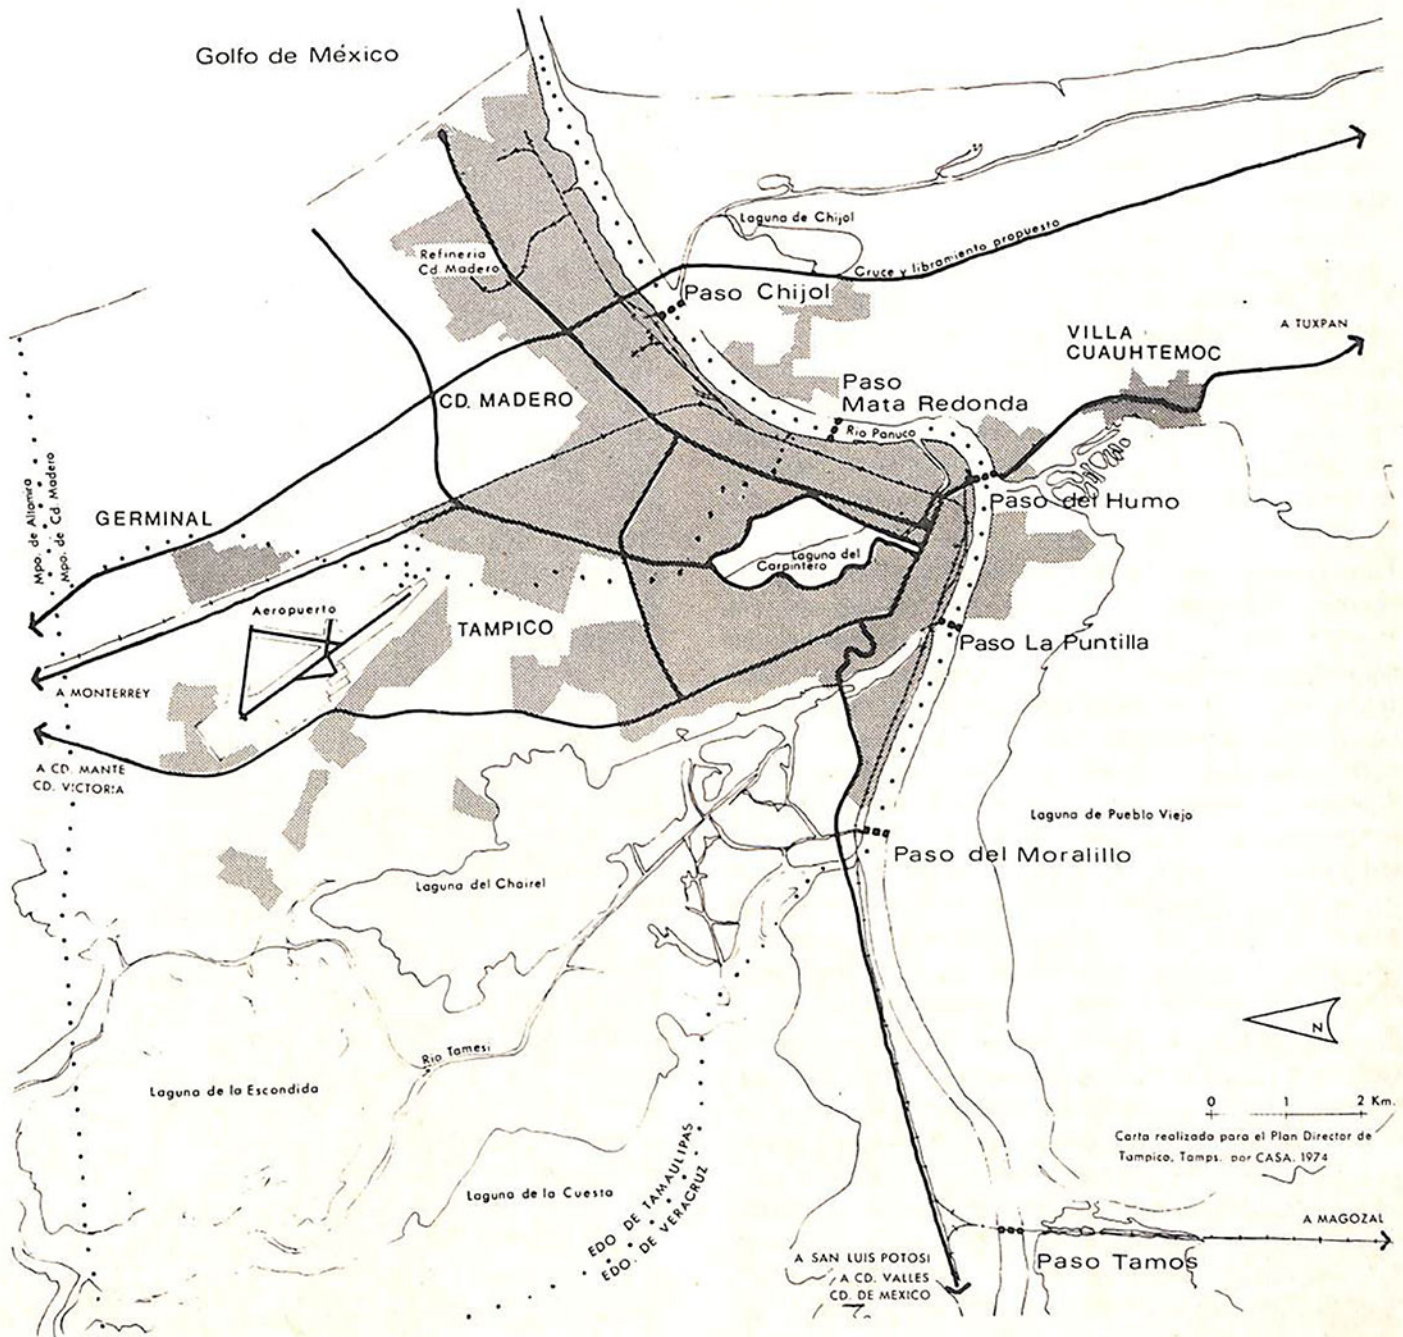 Golfo de México
Laguna de Chijol
Cruce y libramiento propuesto
Refineria
Cd. Madero
Paso Chijol
VILLA
CUAUHTEMOC
A TUXPAN
Paso
Mata Redonda
CD. MADERO
Rio Panuco
Mpo. de Altamira
Mpo. de Cd Madero
GERMINAL
Paso del Humo
Laguna del
Carpintero
Aeropuerto
TAMPICO
Paso La Puntilla
A MONTERREY
A CD. MANTE
CD. VICTORIA
Laguna de Pueblo Viejo
Paso del Moralillo
Laguna del Chairel
N
Rio Tamesi
Laguna de la Escondida
0 1 2 Km.
Carta realizada para el Plan Director de
Tampico, Tamps. por CASA. 1974
Laguna de la Cuesta
EDO DE TAMAULIPAS
EDO. DE VERACRUZ
A MAGOZAL
A SAN LUIS POTOSI
A CD. VALLES
CD. DE MEXICO
Paso Tamos